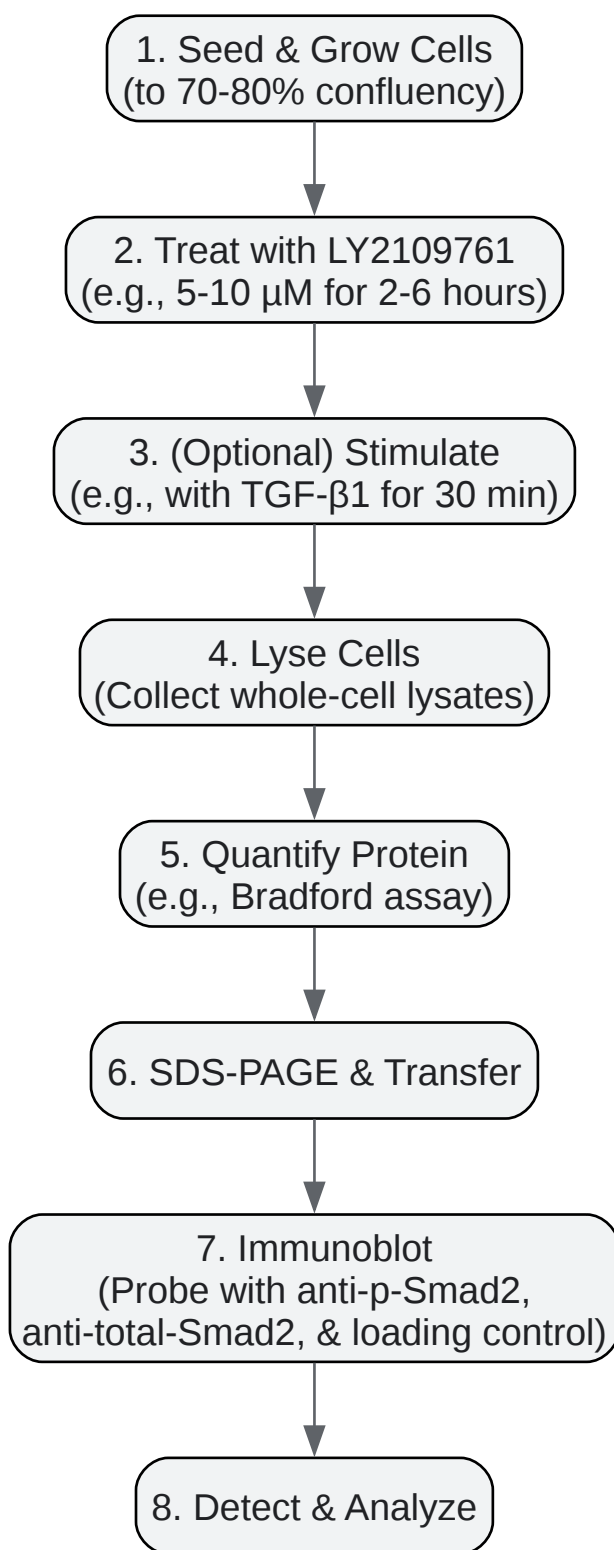 1. Seed & Grow Cells
(to 70-80% confluency)
2. Treat with LY2109761
(e.g., 5-10 µM for 2-6 hours)
3. (Optional) Stimulate
(e.g., with TGF-β1 for 30 min)
4. Lyse Cells
(Collect whole-cell lysates)
5. Quantify Protein
(e.g., Bradford assay)
6. SDS-PAGE & Transfer
7. Immunoblot
(Probe with anti-p-Smad2,
anti-total-Smad2, & loading control)
8. Detect & Analyze